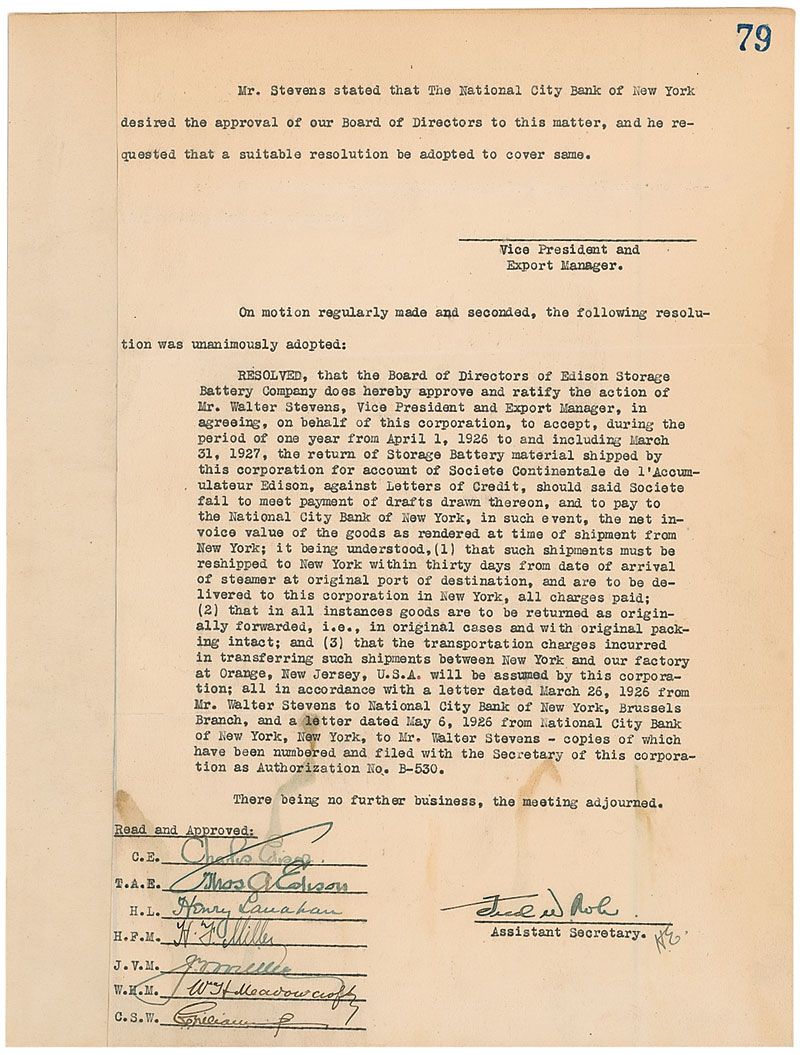 79
Mr. Stevens stated that The National City Bank of New York
desired the approval of our Board of Directors to this matter, and he re-
quested that a suitable resolution be adopted to cover same.
Vice President and
Export Manager.
On motion regularly made and seconded, the following resolu-
tion was unanimously adopted:
RESOLVED, that the Board of Directors of Edison Storage
Battery Company does hereby approve and ratify the action of
Mr. Walter Stevens, Vice President and Export Manager, in
agreeing, on behalf of this corporation, to accept, during the
period of one year from April 1, 1926 to and including March
31, 1927, the return of Storage Battery material shipped by
this corporation for account of Societe Continentale de l'Accum-
ulateur Edison, against Letters of Credit, should said Societe
fail to meet payment of drafts drawn thereon, and to pay to
the National City Bank of New York, in such event, the net in-
voice value of the goods as rendered at time of shipment from
New York; it being understood,(1) that such shipments must be
reshipped to New York within thirty days from date of arrival
of steamer at original port of destination, and are to be de-
livered to this corporation in New York, all charges paid;
(2) that in all instances goods are to be returned as origin-
ally forwarded, i.e., in original cases and with original pack-
ing intact; and (3) that the transportation charges incurred
in transferring such shipments between New York and our factory
at Orange, New Jersey, U.S.A. will be assumed by this corpora-
tion; all in accordance with a letter dated March 26, 1926 from
Mr. Walter Stevens to National City Bank of New York, Brussels
Branch, and a letter dated May 6, 1926 from National City Bank
of New York, New York, to Mr. Walter Stevens - copies of which
have been numbered and filed with the Secretary of this corpora-
tion as Authorization No. B-530.
There being no further business, the meeting adjourned.
Read and Approved:
C.E. Charles Edison
T.A.E. Thos A Edison
H.L. Henry Lanahan
H.F.M. H. F. Miller
J.V.M.
W.H.M. W H Meadowcroft
C.S.W.
Assistant Secretary.